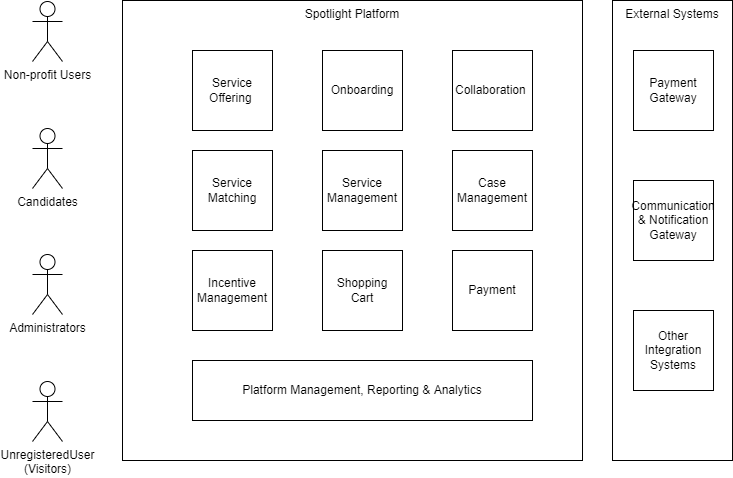 Spotlight Platform
External Systems
Non-profit Users
Service
Offering
Onboarding
Collaboration
Payment
Gateway
Candidates
Service
Matching
Service
Management
Case
Management
Communication
& Notification
Gateway
Administrators
Incentive
Management
Shopping
Cart
Payment
Other
Integration
Systems
Platform Management, Reporting & Analytics
UnregisteredUser
(Visitors)